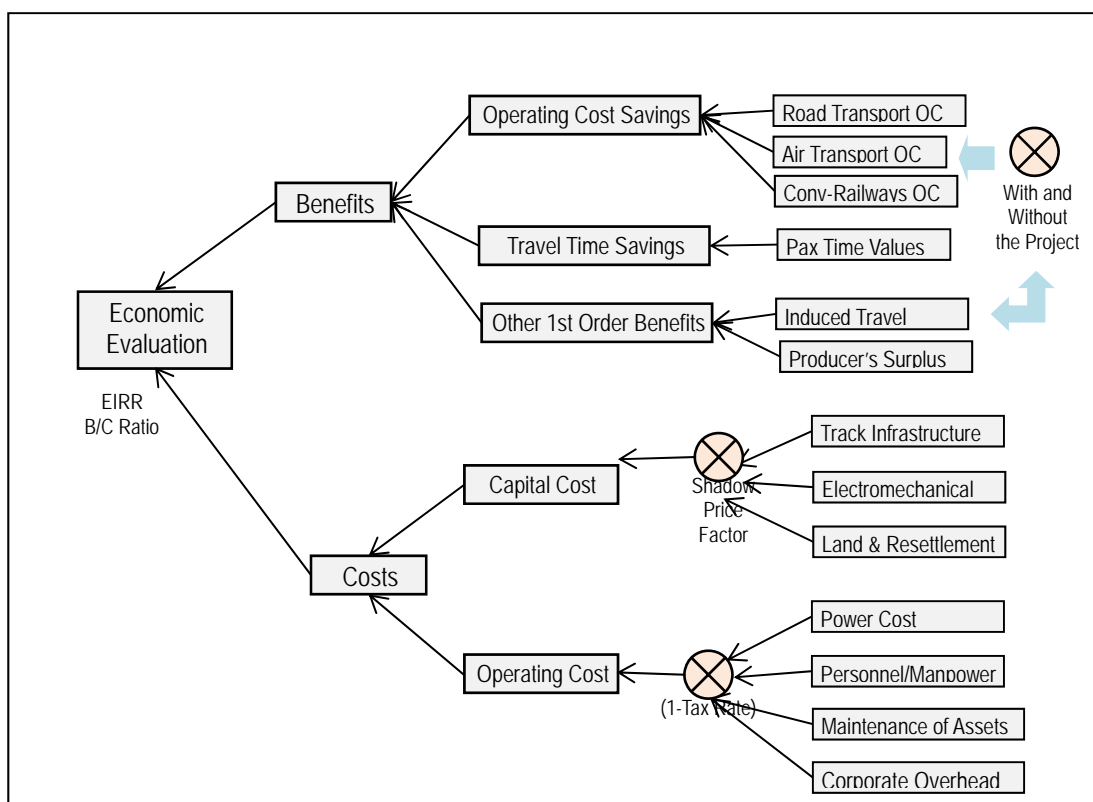 Operating Cost Savings
Road Transport OC
Air Transport OC
Conv-Railways OC
With and
Without
the Project
Benefits
Travel Time Savings
Pax Time Values
Economic
Evaluation
Other 1st Order Benefits
Induced Travel
Producer's Surplus
EIRR
B/C Ratio
Capital Cost
Shadow
Price
Factor
Track Infrastructure
Electromechanical
Land & Resettlement
Costs
Operating Cost
(1-Tax Rate)
Power Cost
Personnel/Manpower
Maintenance of Assets
Corporate Overhead